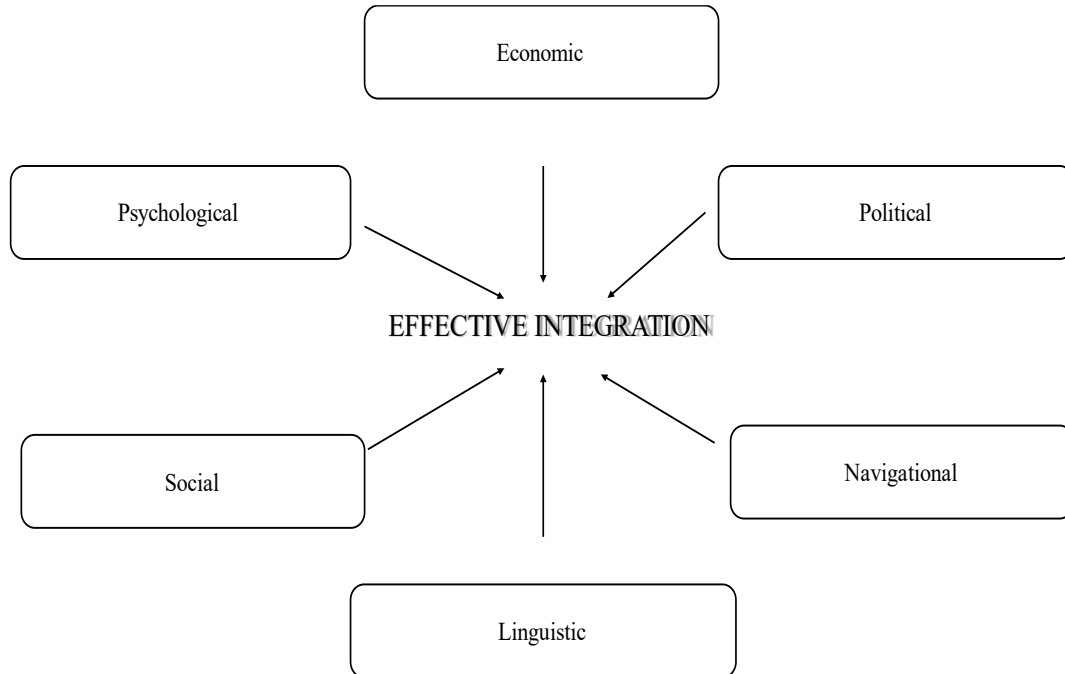 Economic
Psychological
Political
EFFECTIVE INTEGRATION
Social
Navigational
Linguistic